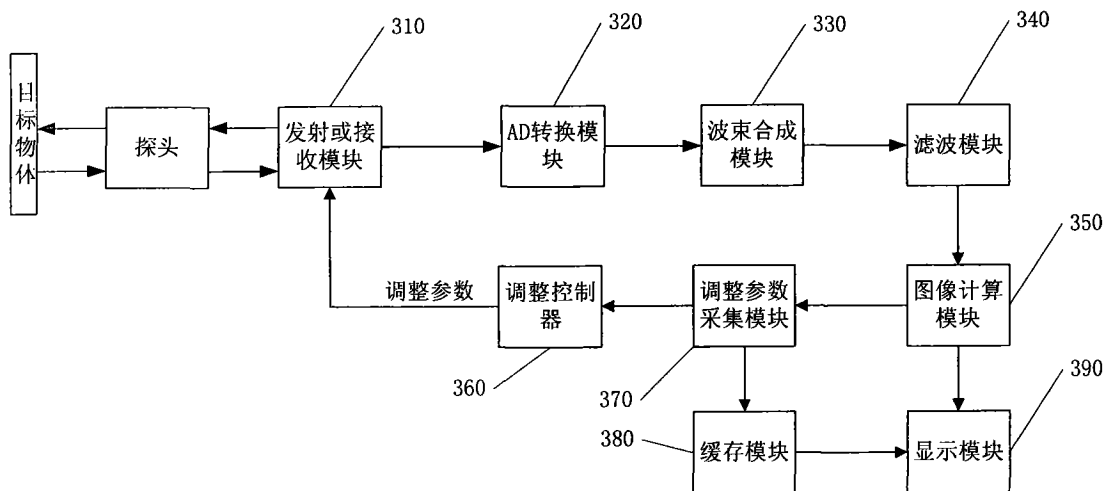 310
320
330
340
目标物体
探头
发射或接
收模块
AD转换模
块
波束合成
模块
滤波模块
350
调整参数
调整控制
器
调整参数
采集模块
图像计算
模块
360
370
390
380
缓存模块
显示模块